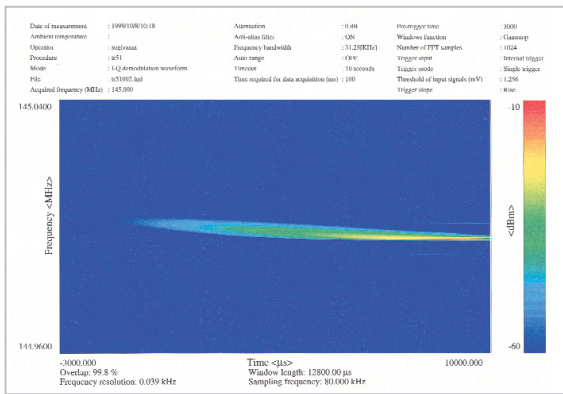 Date of measurement : 1999/10/8/10:18
Ambient temperature :
Operator : sugiyama
Procedure : tr51
Mode : I-Q demodulation waveform
File
Acquired frequency (MHz) : 145.000
Attenuation : 0 dB
Anti-alias filter : ON
Frequency bandwidth : 31.25[KHz]
Auto range : OFF
Timeout : 10 seconds
Time required for data acquisition (ms) : 100
Pre-trigger time : 3000
Windows function : Gausstop
Number of FFT samples : 1024
Trigger input : Internal trigger
Trigger mode : Single trigger
Threshold of input signals (mV) : 1.256
Trigger slope : Rise
145.0400
Frequency <MHz>
144.9600
-10
<dBm>
-60
-3000.000 Time <µs> 10000.000
Overlap: 99.8 % Window length: 12800.00 µs
Frequency resolution: 0.039 kHz Sampling frequency: 80.000 kHz